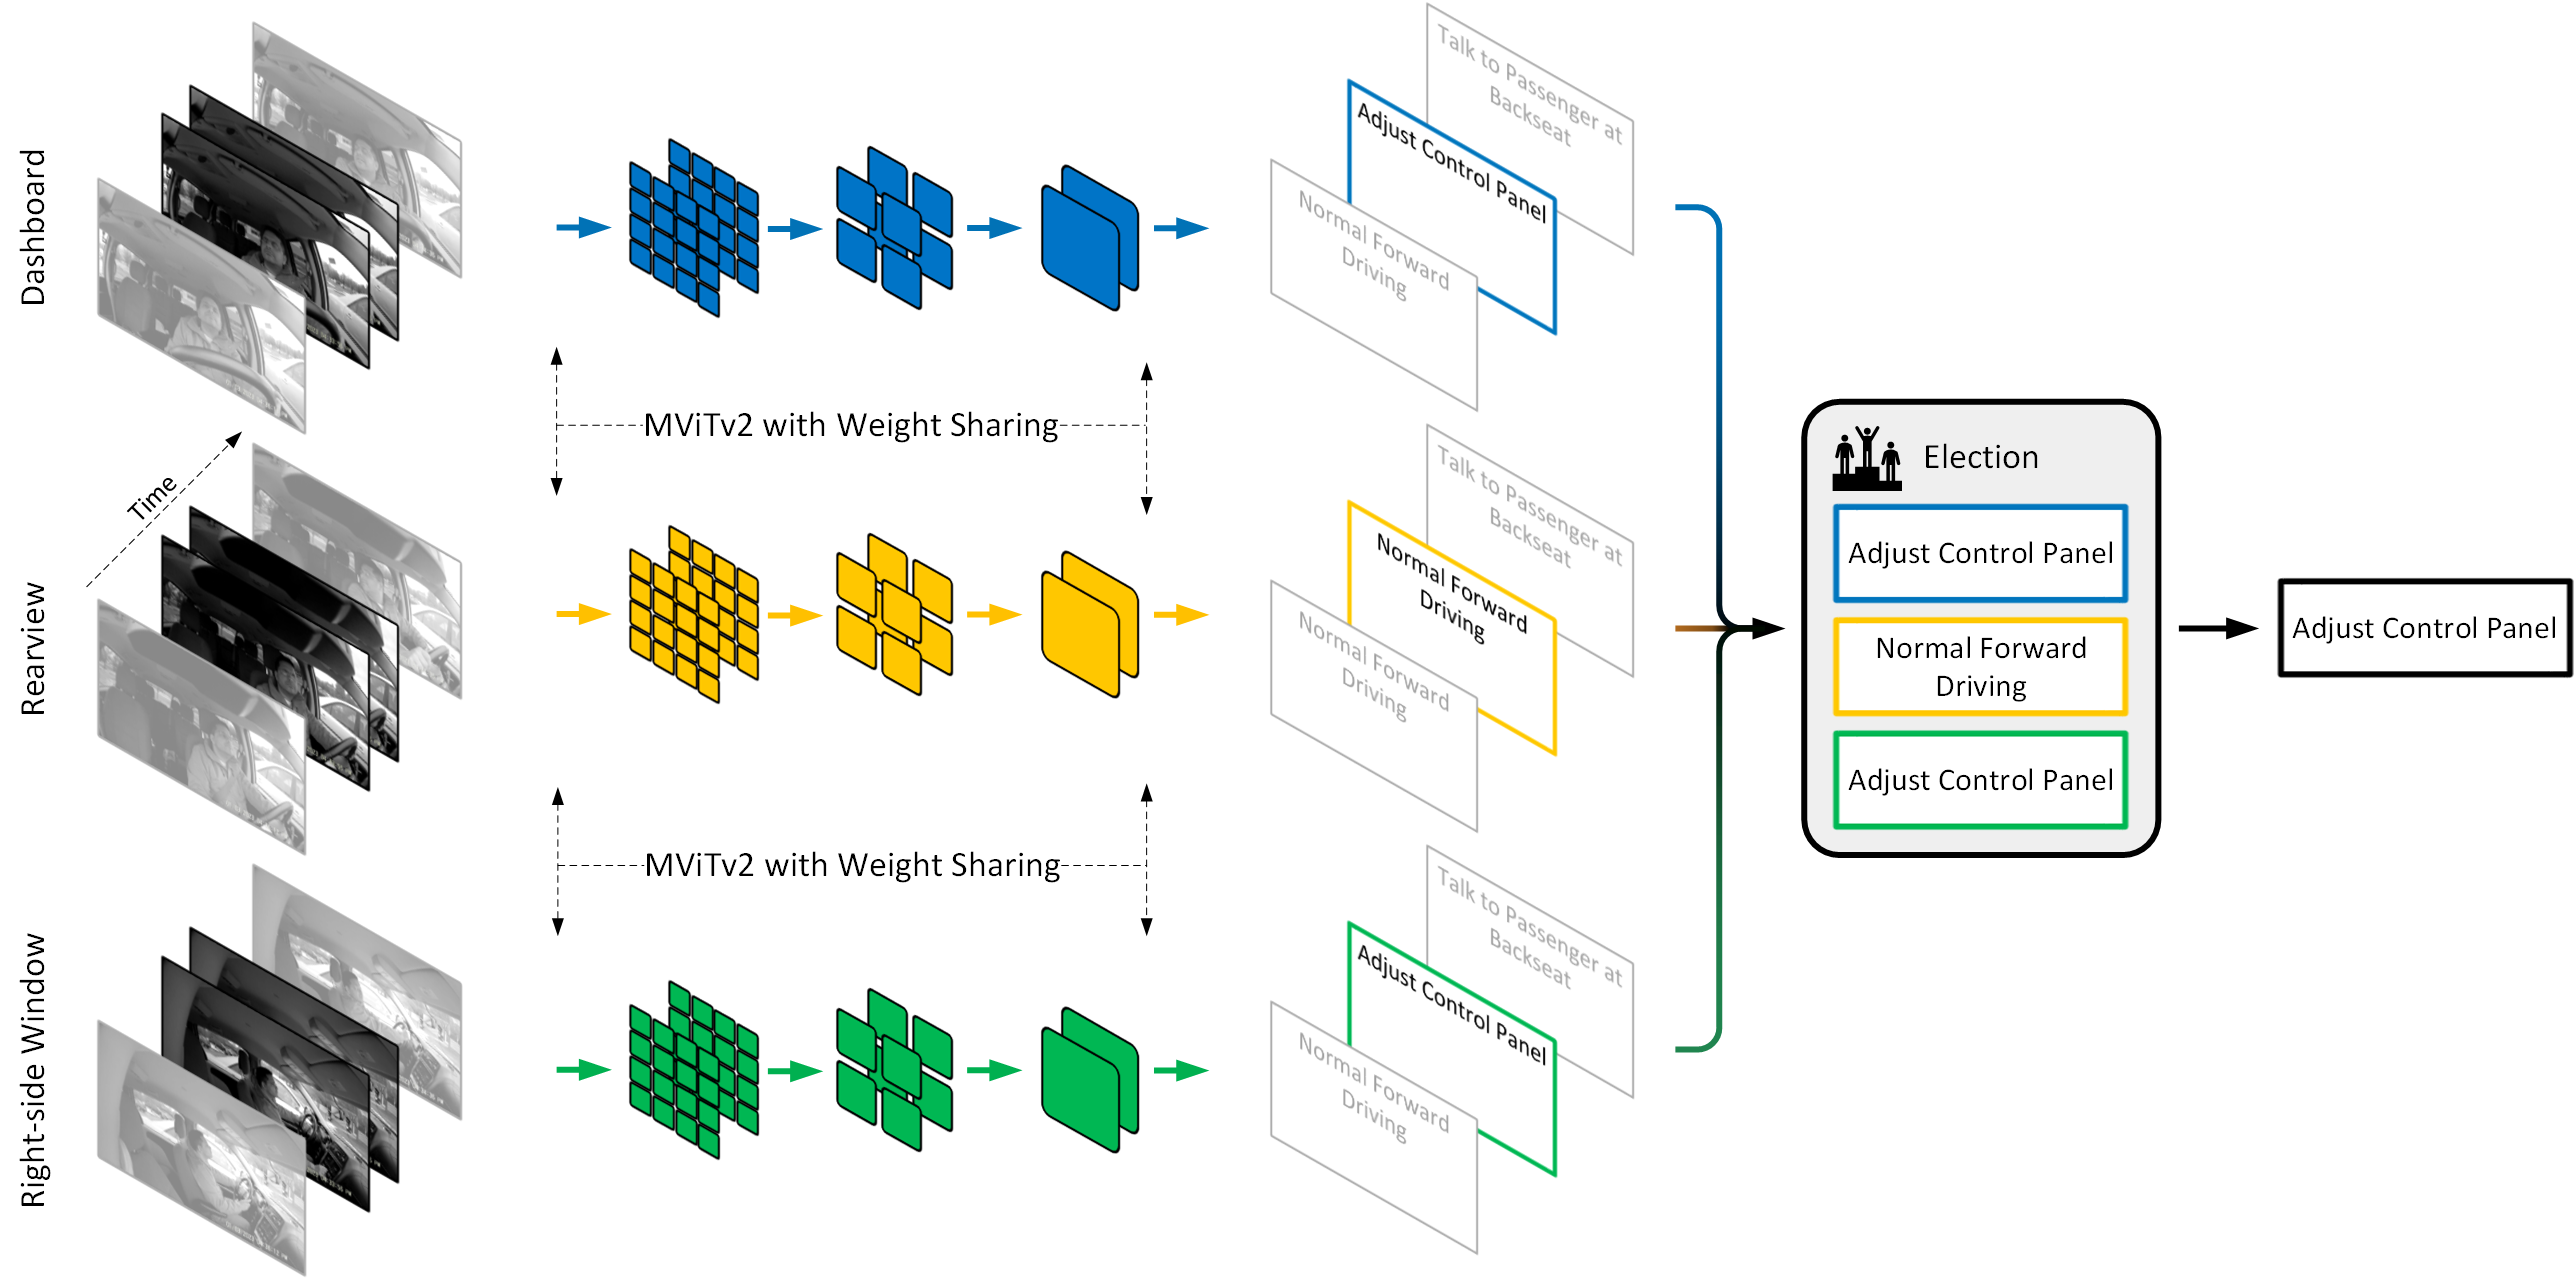 Dashboard
Talk to Passenger at
Backseat
Adjust Control Panel
Normal Forward
Driving
MViTv2 with Weight Sharing
Time
Rearview
Talk to Passenger at
Backseat
Normal Forward
Driving
Normal Forward
Driving
MViTv2 with Weight Sharing
Right-side Window
Talk to Passenger at
Backseat
Adjust Control Panel
Normal Forward
Driving
Election
Adjust Control Panel
Normal Forward
Driving
Adjust Control Panel
Adjust Control Panel